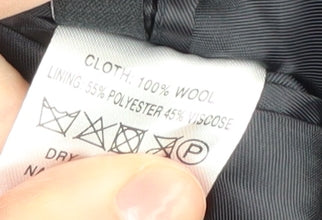 CLOTH: 100% WOOL
LINING: 55% POLYESTER 45% VISCOSE
P
DRY